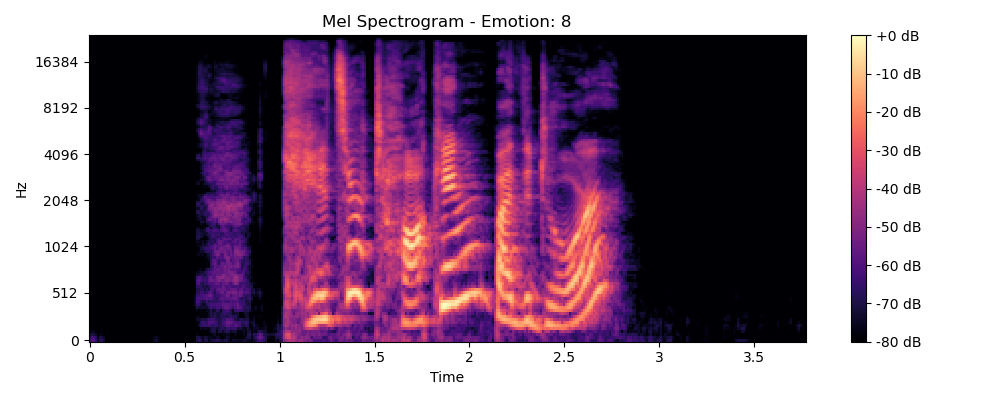 Mel Spectrogram - Emotion: 8
Hz
16384
8192
4096
2048
1024
512
0
0 0.5 1 1.5 2 2.5 3 3.5
Time
+0 dB
-10 dB
-20 dB
-30 dB
-40 dB
-50 dB
-60 dB
-70 dB
-80 dB